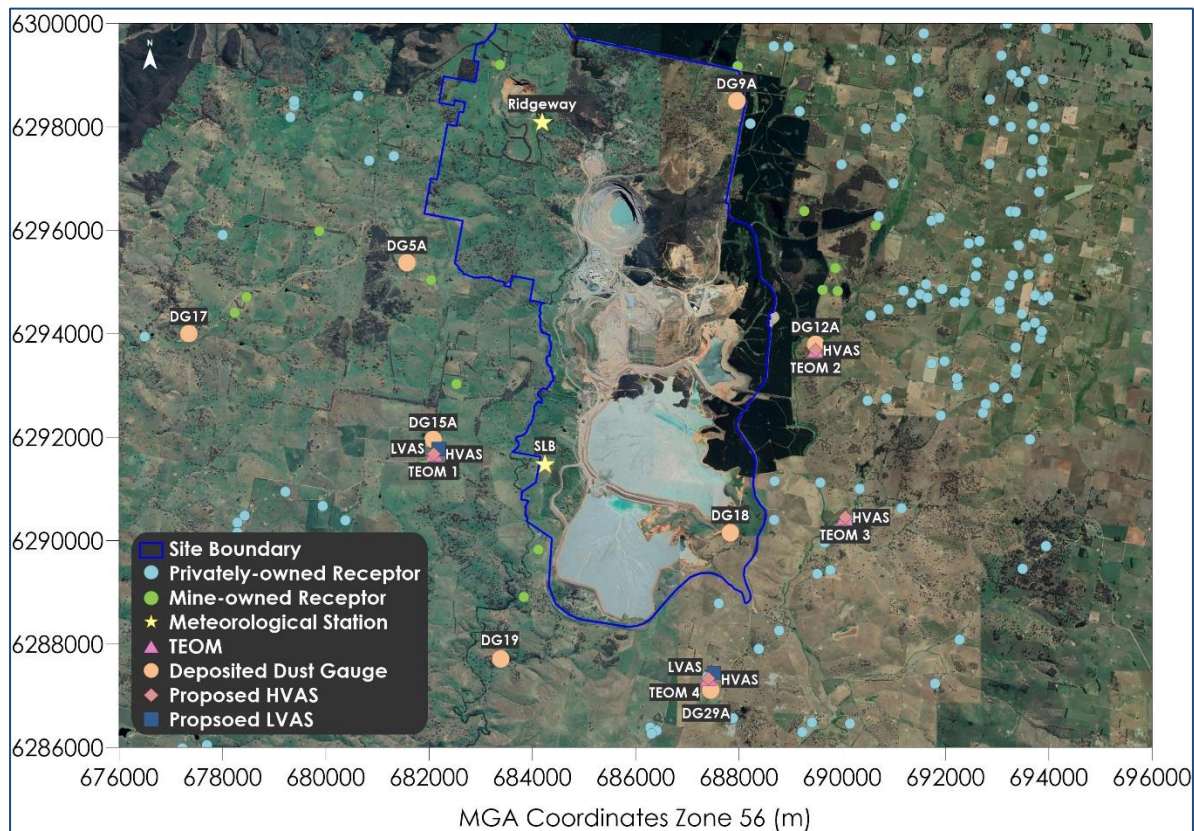 6300000
N
Ridgeway
DG9A
6298000
6296000
DG5A
DG17
6294000
DG12A
HVAS
TEOM 2
DG15A
6292000
LVAS
HVAS
TEOM 1
SLB
DG18
HVAS
TEOM 3
6290000
Site Boundary
Privately-owned Receptor
Mine-owned Receptor
Meteorological Station
TEOM
Deposited Dust Gauge
Proposed HVAS
Propsoed LVAS
6288000
DG19
LVAS
HVAS
TEOM 4
DG29A
6286000
676000 678000 680000 682000 684000 686000 688000 690000 692000 694000 696000
MGA Coordinates Zone 56 (m)